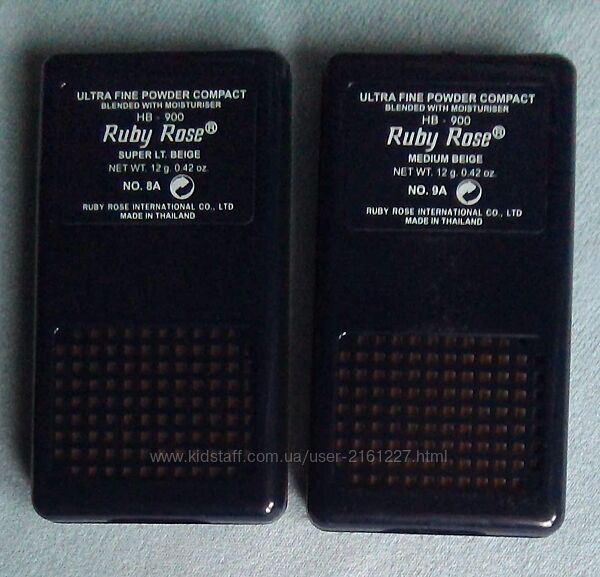 ULTRA FINE POWDER COMPACT
BLENDED WITH MOISTURISER
HB - 900
Ruby Rose®
SUPER LT. BEIGE
NET WT. 12 g. 0.42 oz.
NO. 8A
RUBY ROSE INTERNATIONAL CO., LTD
MADE IN THAILAND
ULTRA FINE POWDER COMPACT
BLENDED WITH MOISTURISER
HB - 900
Ruby Rose®
MEDIUM BEIGE
NET WT. 12 g. 0.42 oz.
NO. 9A
RUBY ROSE INTERNATIONAL CO., LTD
MADE IN THAILAND
www.kidstaff.com.ua/user-2161227.html